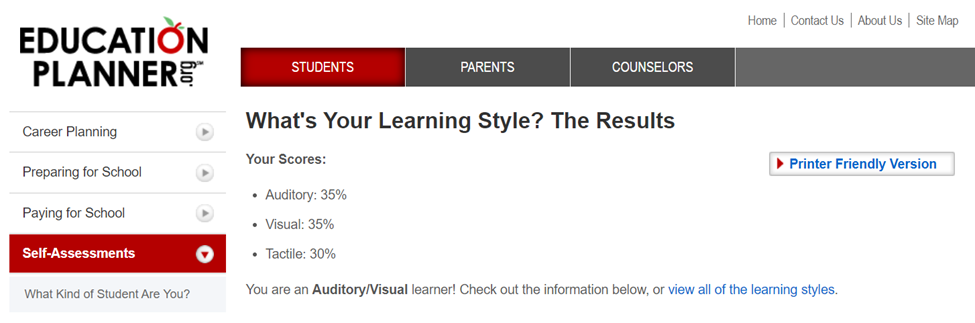 Home | Contact Us | About Us | Site Map
EDUCATION
PLANNER.org℠
STUDENTS
PARENTS
COUNSELORS
Career Planning
Preparing for School
Paying for School
Self-Assessments
What Kind of Student Are You?
What's Your Learning Style? The Results
Your Scores:
Printer Friendly Version
• Auditory: 35%
• Visual: 35%
• Tactile: 30%
You are an Auditory/Visual learner! Check out the information below, or view all of the learning styles.